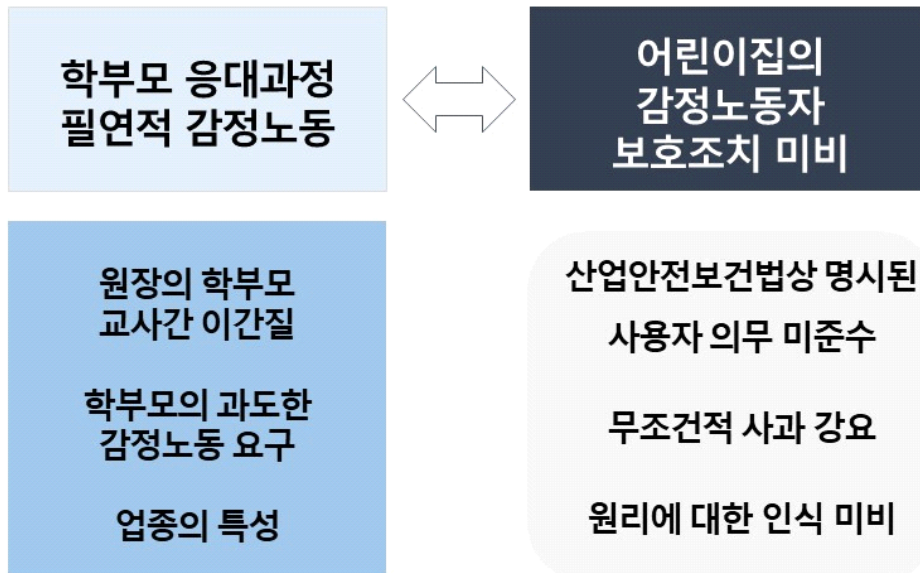 학부모 응대과정
필연적 감정노동
어린이집의
감정노동자
보호조치 미비
원장의 학부모
교사간 이간질
학부모의 과도한
감정노동 요구
업종의 특성
산업안전보건법상 명시된
사용자 의무 미준수
무조건적 사과 강요
원리에 대한 인식 미비